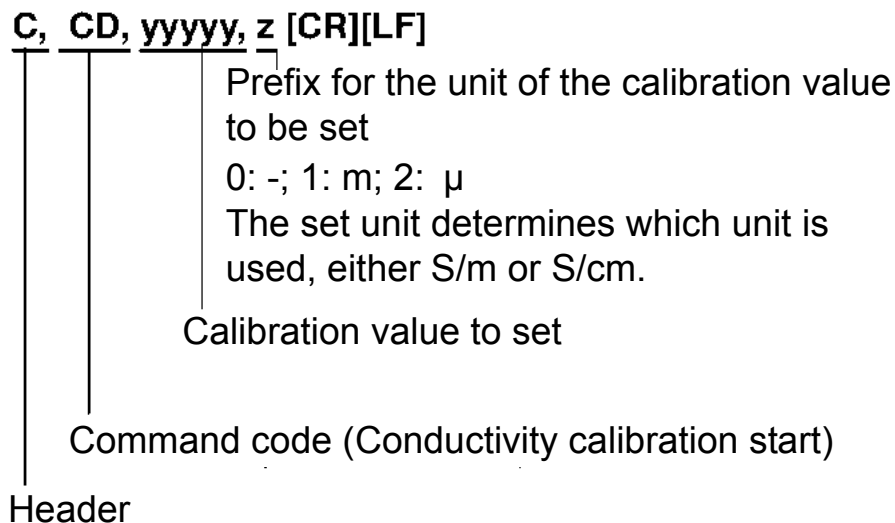 C, CD, yyyyy, z [CR][LF]
Prefix for the unit of the calibration value
to be set
0: -; 1: m; 2: μ
The set unit determines which unit is
used, either S/m or S/cm.
Calibration value to set
Command code (Conductivity calibration start)
Header